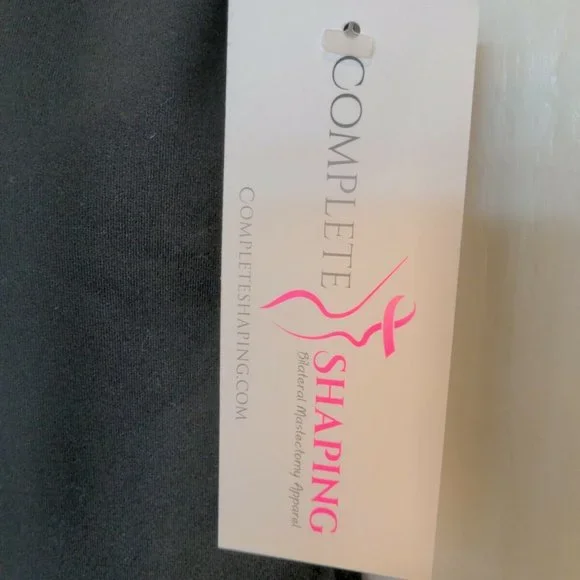 COMPLETE
SHAPING
Bilateral Mastectomy Apparel
COMPLETESHAPING.COM